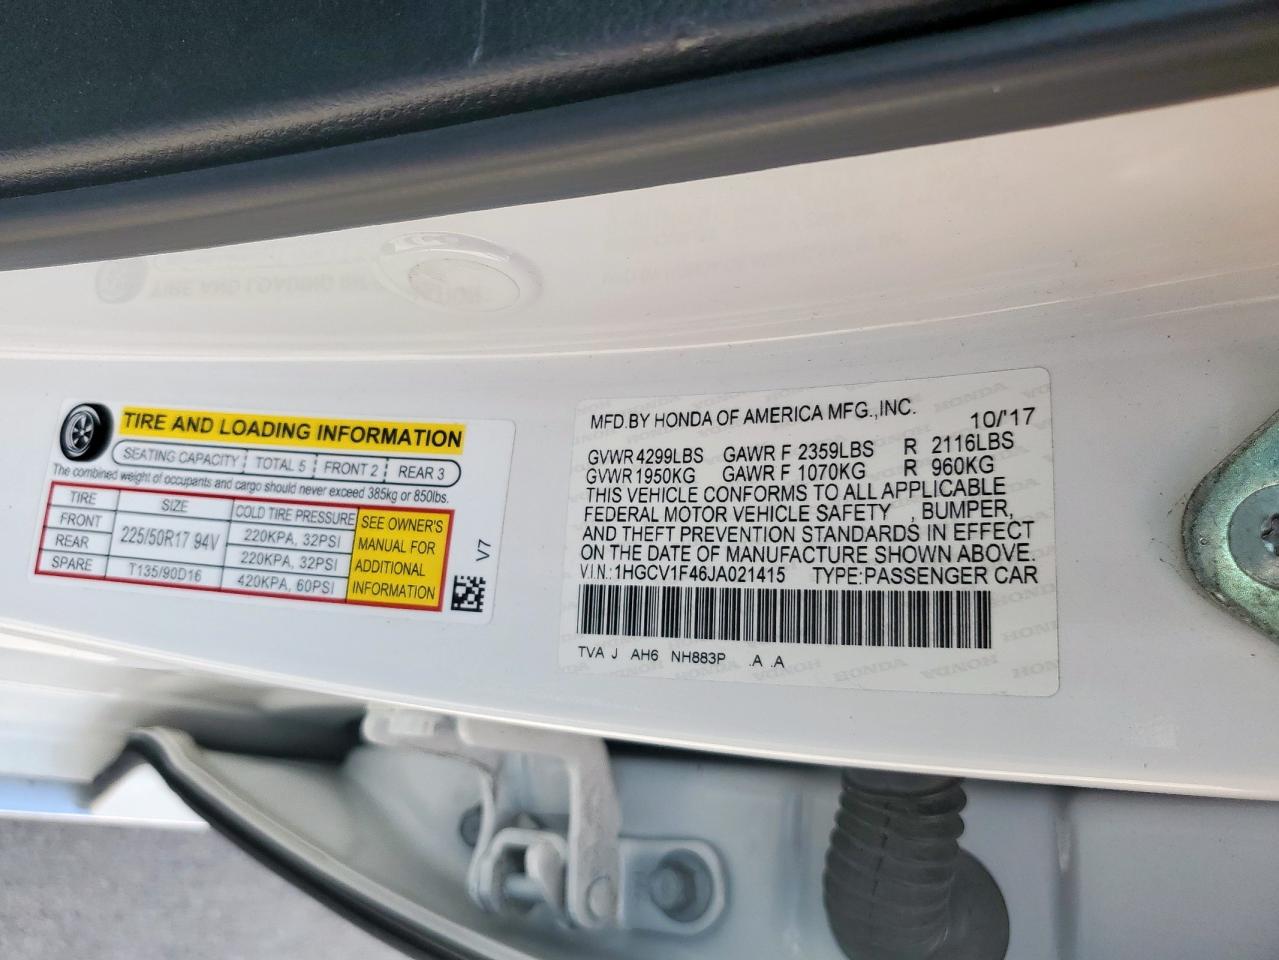 TIRE AND LOADING INFORMATION
SEATING CAPACITY TOTAL 5 FRONT 2 REAR 3
The combined weight of occupants and cargo should never exceed 385kg or 850lbs.
TIRE SIZE COLD TIRE PRESSURE
FRONT 225/50R17 94V 220KPA, 32PSI
REAR 220KPA, 32PSI
SPARE T135/90D16 420KPA, 60PSI
SEE OWNER'S
MANUAL FOR
ADDITIONAL
INFORMATION
V7
MFD.BY HONDA OF AMERICA MFG.,INC. 10/'17
GVWR 4299LBS GAWR F 2359LBS R 2116LBS
GVWR 1950KG GAWR F 1070KG R 960KG
THIS VEHICLE CONFORMS TO ALL APPLICABLE
FEDERAL MOTOR VEHICLE SAFETY , BUMPER,
AND THEFT PREVENTION STANDARDS IN EFFECT
ON THE DATE OF MANUFACTURE SHOWN ABOVE.
V.I.N.: 1HGCV1F46JA021415 TYPE:PASSENGER CAR
TVA J AH6 NH883P .A .A